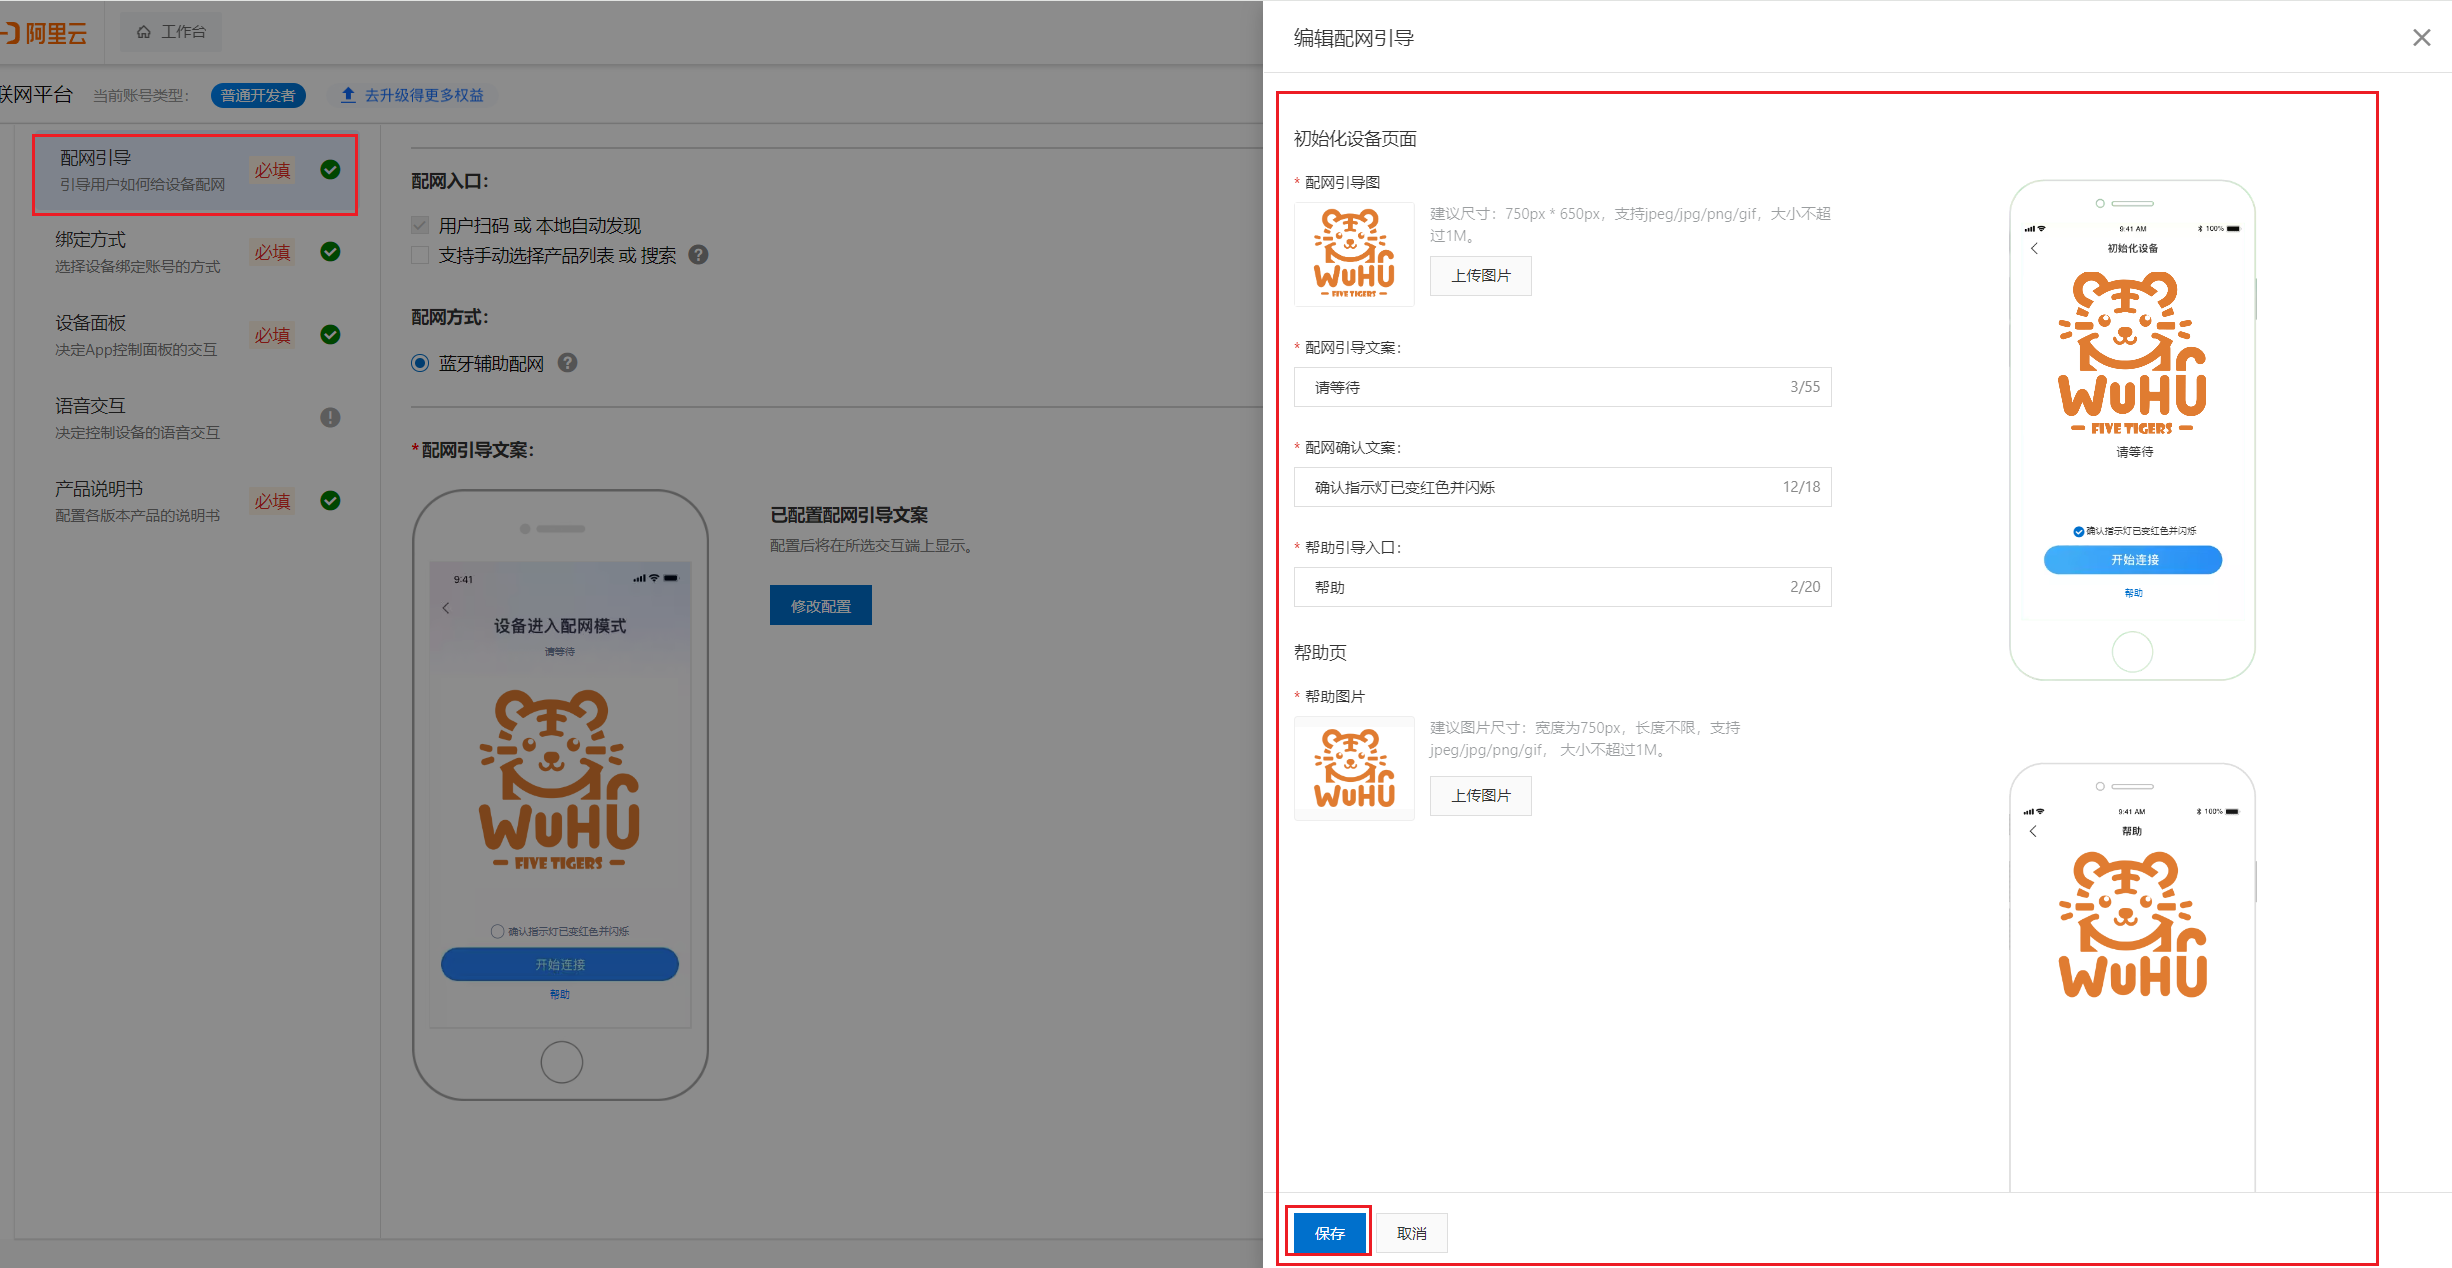 阿里云
工作台
联网平台
当前账号类型：
普通开发者
去升级得更多权益
配网引导
引导用户如何给设备配网
必填
绑定方式
选择设备绑定账号的方式
必填
设备面板
决定App控制面板的交互
必填
语音交互
决定控制设备的语音交互
产品说明书
配置各版本产品的说明书
必填
配网入口：
用户扫码 或 本地自动发现
支持手动选择产品列表 或 搜索
配网方式：
蓝牙辅助配网
*配网引导文案：
9:41
设备进入配网模式
请等待
WUHU
FIVE TIGERS
确认指示灯已变红色并闪烁
开始连接
帮助
已配置配网引导文案
配置后将在所选交互端上显示。
修改配置
编辑配网引导
初始化设备页面
* 配网引导图
WUHU
FIVE TIGERS
建议尺寸：750px * 650px，支持jpeg/jpg/png/gif，大小不超
过1M。
上传图片
* 配网引导文案：
请等待
3/55
* 配网确认文案：
确认指示灯已变红色并闪烁
12/18
* 帮助引导入口：
帮助
2/20
帮助页
* 帮助图片
WUHU
建议图片尺寸：宽度为750px，长度不限，支持
jpeg/jpg/png/gif， 大小不超过1M。
上传图片
9:41 AM
100%
初始化设备
WUHU
FIVE TIGERS
请等待
确认指示灯已变红色并闪烁
开始连接
帮助
9:41 AM
100%
帮助
WUHU
保存
取消